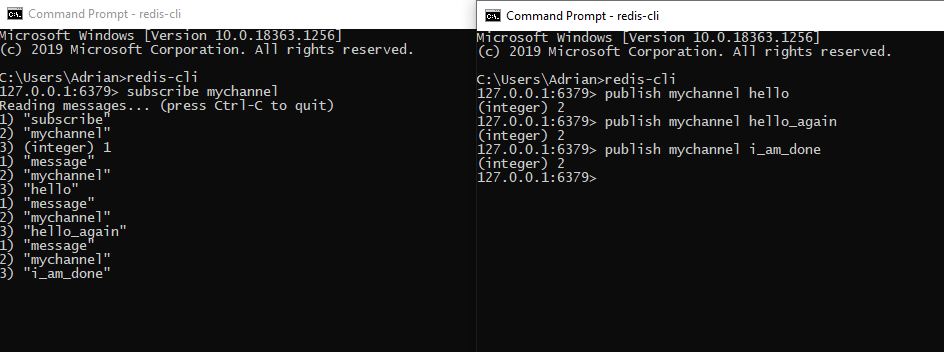 Command Prompt - redis-cli
Microsoft Windows [Version 10.0.18363.1256]
(c) 2019 Microsoft Corporation. All rights reserved.
C:\Users\Adrian>redis-cli
127.0.0.1:6379> subscribe mychannel
Reading messages... (press Ctrl-C to quit)
1) "subscribe"
2) "mychannel"
3) (integer) 1
1) "message"
2) "mychannel"
3) "hello"
1) "message"
2) "mychannel"
3) "hello_again"
1) "message"
2) "mychannel"
3) "i_am_done"
Command Prompt - redis-cli
Microsoft Windows [Version 10.0.18363.1256]
(c) 2019 Microsoft Corporation. All rights reserved.
C:\Users\Adrian>redis-cli
127.0.0.1:6379> publish mychannel hello
(integer) 2
127.0.0.1:6379> publish mychannel hello_again
(integer) 2
127.0.0.1:6379> publish mychannel i_am_done
(integer) 2
127.0.0.1:6379>